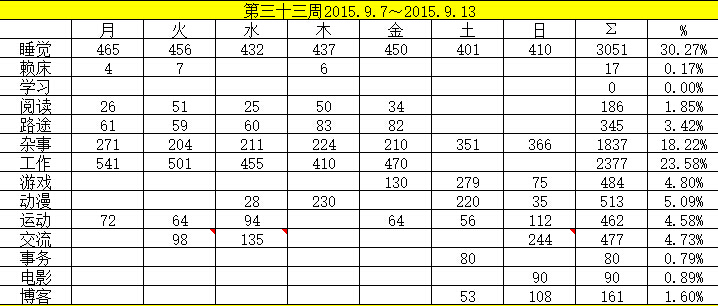 第三十三周2015.9.7～2015.9.13
月 火 水 木 金 土 日 Σ %
睡觉 465 456 432 437 450 401 410 3051 30.27%
赖床 4 7 6 17 0.17%
学习 0 0.00%
阅读 26 51 25 50 34 186 1.85%
路途 61 59 60 83 82 345 3.42%
杂事 271 204 211 224 210 351 366 1837 18.22%
工作 541 501 455 410 470 2377 23.58%
游戏 130 279 75 484 4.80%
动漫 28 230 220 35 513 5.09%
运动 72 64 94 64 56 112 462 4.58%
交流 98 135 244 477 4.73%
事务 80 80 0.79%
电影 90 90 0.89%
博客 53 108 161 1.60%